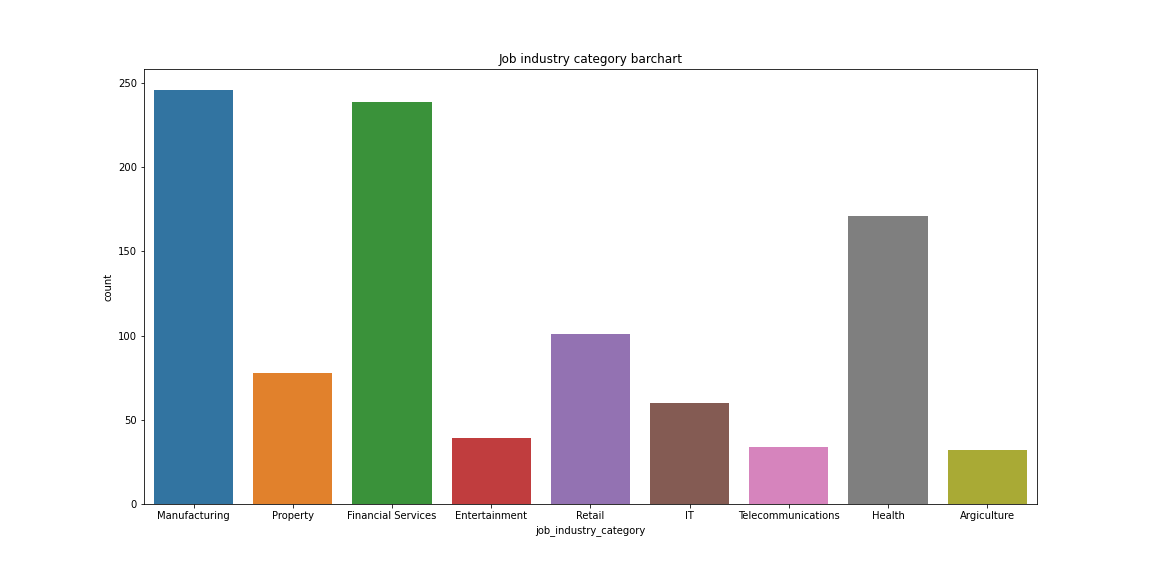 Job industry category barchart
count
250
200
150
100
50
0
Manufacturing Property Financial Services Entertainment Retail IT Telecommunications Health Argiculture
job_industry_category